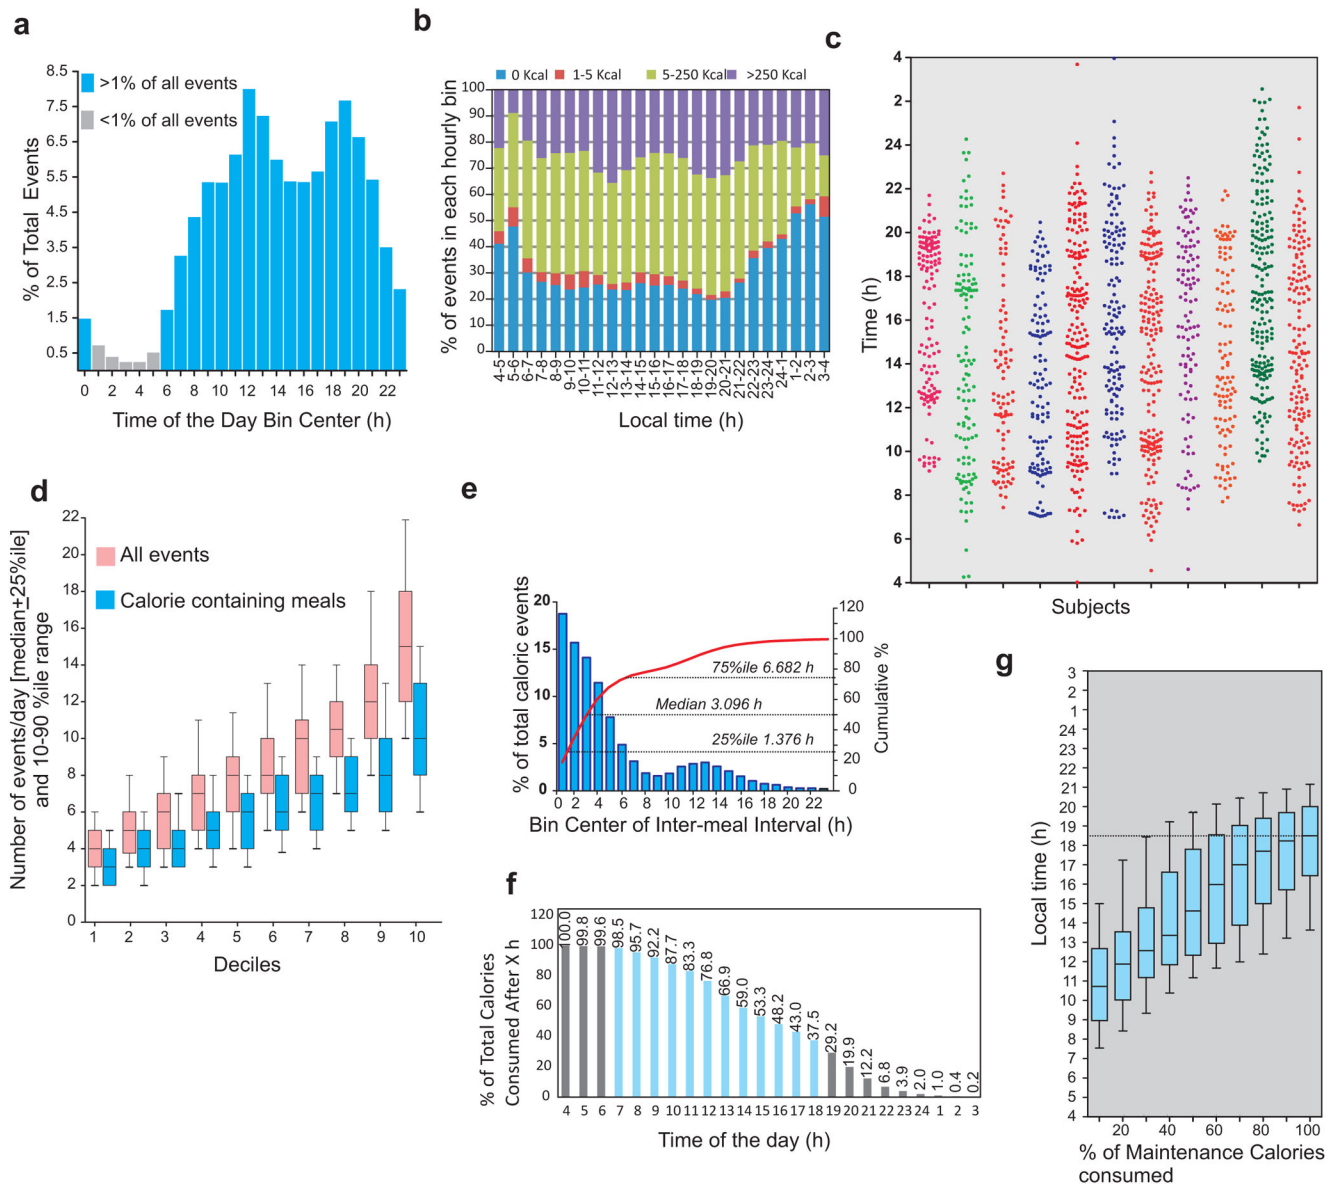 a
% of Total Events
8.5
7.5
6.5
5.5
4.5
3.5
2.5
1.5
0.5
>1% of all events
<1% of all events
0 2 4 6 8 10 12 14 16 18 20 22
Time of the Day Bin Center (h)
b
0 Kcal 1-5 Kcal 5-250 Kcal >250 Kcal
% of events in each hourly bin
100
90
80
70
60
50
40
30
20
10
0
4-5 5-6 6-7 7-8 8-9 9-10 10-11 11-12 12-13 13-14 14-15 15-16 16-17 17-18 18-19 19-20 20-21 21-22 22-23 23-24 24-1 1-2 2-3 3-4
Local time (h)
c
Time (h)
4
2
24
22
20
18
16
14
12
10
8
6
4
Subjects
d
Number of events/day [median±25%ile]
and 10-90 %ile range
22
20
18
16
14
12
10
8
6
4
2
0
All events
Calorie containing meals
1 2 3 4 5 6 7 8 9 10
Deciles
e
% of total caloric events
20
15
10
5
0
75%ile 6.682 h
Median 3.096 h
25%ile 1.376 h
120
100
80
60
40
20
0
Cumulative %
0 2 4 6 8 10 12 14 16 18 20 22
Bin Center of Inter-meal Interval (h)
f
% of Total Calories
Consumed After X h
120
100
80
60
40
20
0
100.0 99.8 99.6 98.5 95.7 92.2 87.7 83.3 76.8 66.9 59.0 53.3 48.2 43.0 37.5 29.2 19.9 12.2 6.8 3.9 2.0 1.0 0.4 0.2
4 5 6 7 8 9 10 11 12 13 14 15 16 17 18 19 20 21 22 23 24 1 2 3
Time of the day (h)
g
Local time (h)
3
2
1
24
23
22
21
20
19
18
17
16
15
14
13
12
11
10
9
8
7
6
5
4
20 40 60 80 100
% of Maintenance Calories
consumed